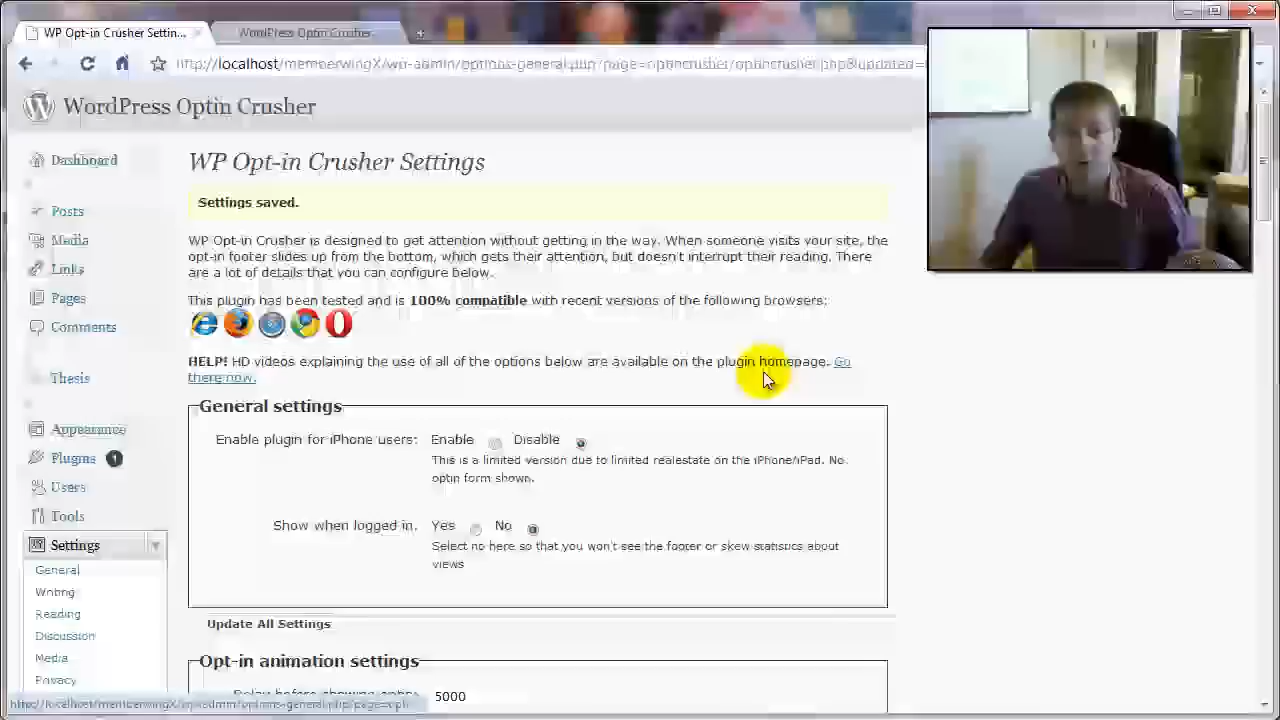 WP Opt-in Crusher Settin...
WordPress Optin Crusher
http://localhost/memberwingX/wp-admin/options-general.php?page=optincrusher/optincrusher.php&updated=
WordPress Optin Crusher
Dashboard
Posts
Media
Links
Pages
Comments
Thesis
Appearance
Plugins 1
Users
Tools
Settings
General
Writing
Reading
Discussion
Media
Privacy
WP Opt-in Crusher Settings
Settings saved.
WP Opt-in Crusher is designed to get attention without getting in the way. When someone visits your site, the
opt-in footer slides up from the bottom, which gets their attention, but doesn't interrupt their reading. There
are a lot of details that you can configure below.
This plugin has been tested and is 100% compatible with recent versions of the following browsers:
HELP! HD videos explaining the use of all of the options below are available on the plugin homepage. Go
there now.
General settings
Enable plugin for iPhone users: Enable Disable
This is a limited version due to limited realestate on the iPhone/iPad. No
optin form shown.
Show when logged in. Yes No
Select no here so that you won't see the footer or skew statistics about
views
Update All Settings
Opt-in animation settings
Delay before showing optin: 5000